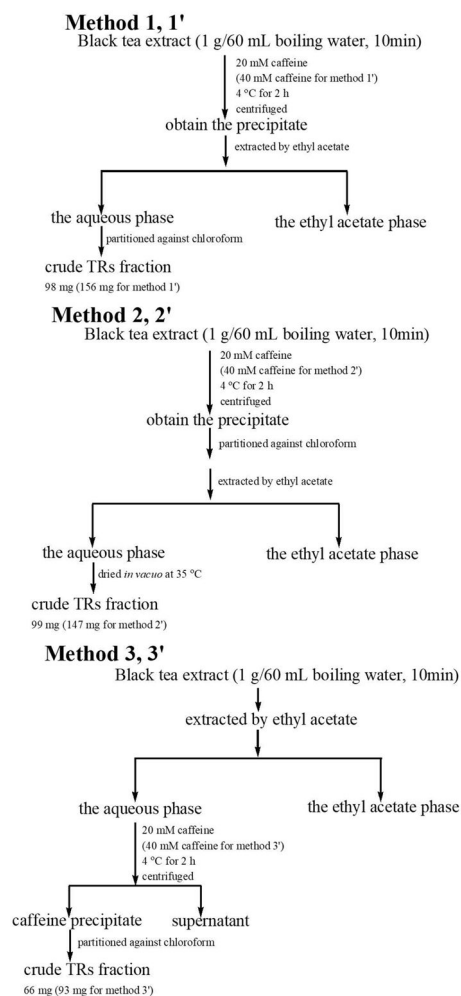 Method 1, 1'
Black tea extract (1 g/60 mL boiling water, 10min)
20 mM caffeine
(40 mM caffeine for method 1')
4 °C for 2 h
centrifuged
obtain the precipitate
extracted by ethyl acetate
the aqueous phase
the ethyl acetate phase
partitioned against chloroform
crude TRs fraction
98 mg (156 mg for method 1')
Method 2, 2'
Black tea extract (1 g/60 mL boiling water, 10min)
20 mM caffeine
(40 mM caffeine for method 2')
4 °C for 2 h
centrifuged
obtain the precipitate
partitioned against chloroform
extracted by ethyl acetate
the aqueous phase
the ethyl acetate phase
dried in vacuo at 35 °C
crude TRs fraction
99 mg (147 mg for method 2')
Method 3, 3'
Black tea extract (1 g/60 mL boiling water, 10min)
extracted by ethyl acetate
the aqueous phase
the ethyl acetate phase
20 mM caffeine
(40 mM caffeine for method 3')
4 °C for 2 h
centrifuged
caffeine precipitate
supernatant
partitioned against chloroform
crude TRs fraction
66 mg (93 mg for method 3')